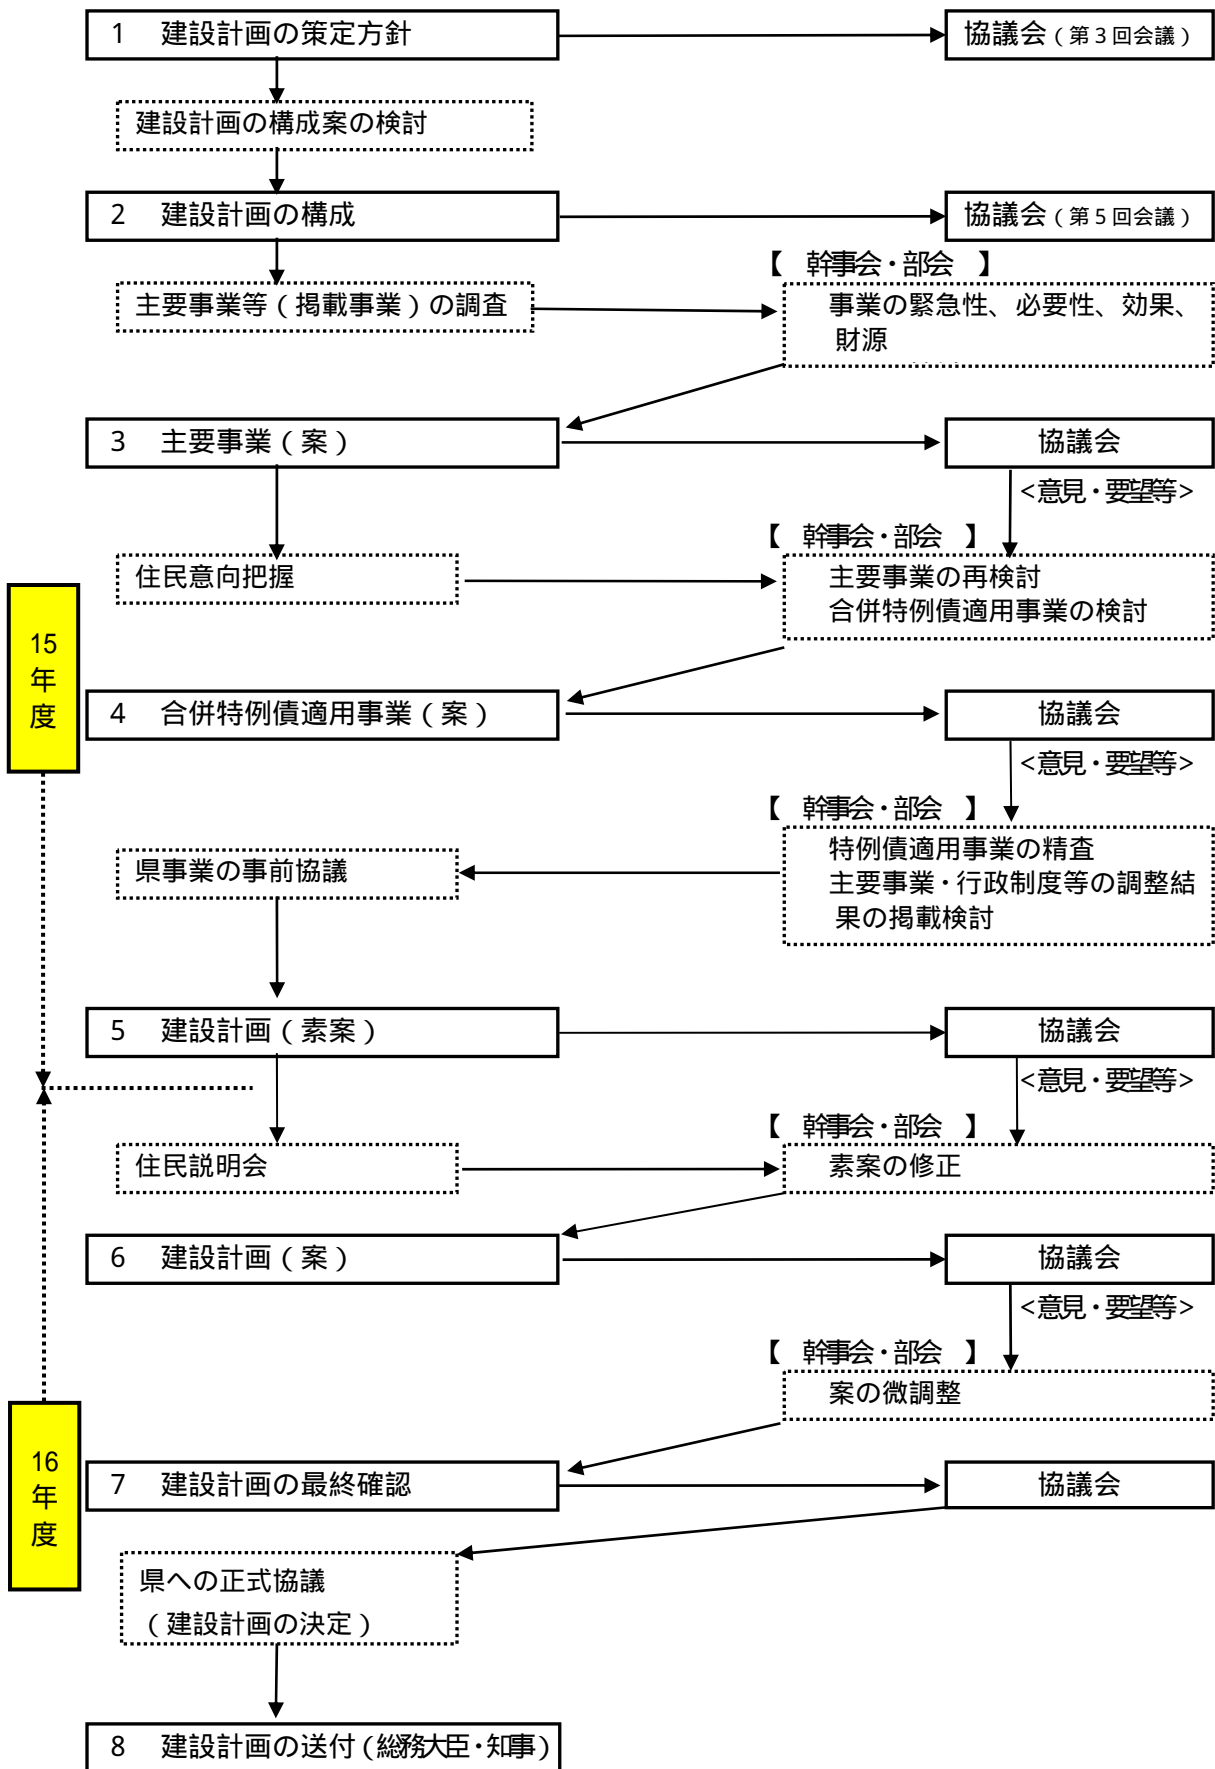 1　建設計画の策定方針
協議会（第3回会議）
建設計画の構成案の検討
2　建設計画の構成
協議会（第5回会議）
【　幹事会・部会　】
主要事業等（掲載事業）の調査
事業の緊急性、必要性、効果、
財源
3　主要事業（案）
協議会
<意見・要望等>
【　幹事会・部会　】
住民意向把握
主要事業の再検討
合併特例債適用事業の検討
15
年
度
4　合併特例債適用事業（案）
協議会
<意見・要望等>
【　幹事会・部会　】
県事業の事前協議
特例債適用事業の精査
主要事業・行政制度等の調整結
果の掲載検討
5　建設計画（素案）
協議会
<意見・要望等>
【　幹事会・部会　】
住民説明会
素案の修正
6　建設計画（案）
協議会
<意見・要望等>
【　幹事会・部会　】
案の微調整
16
年
度
7　建設計画の最終確認
協議会
県への正式協議
（建設計画の決定）
8　建設計画の送付（総務大臣・知事）